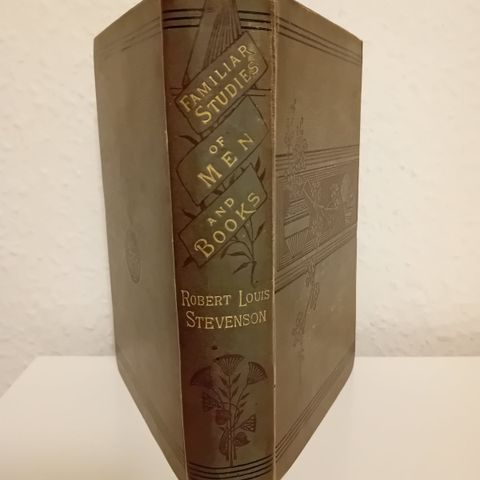 FAMILIAR
STUDIES
OF
MEN
AND
BOOKS
ROBERT LOUIS
STEVENSON